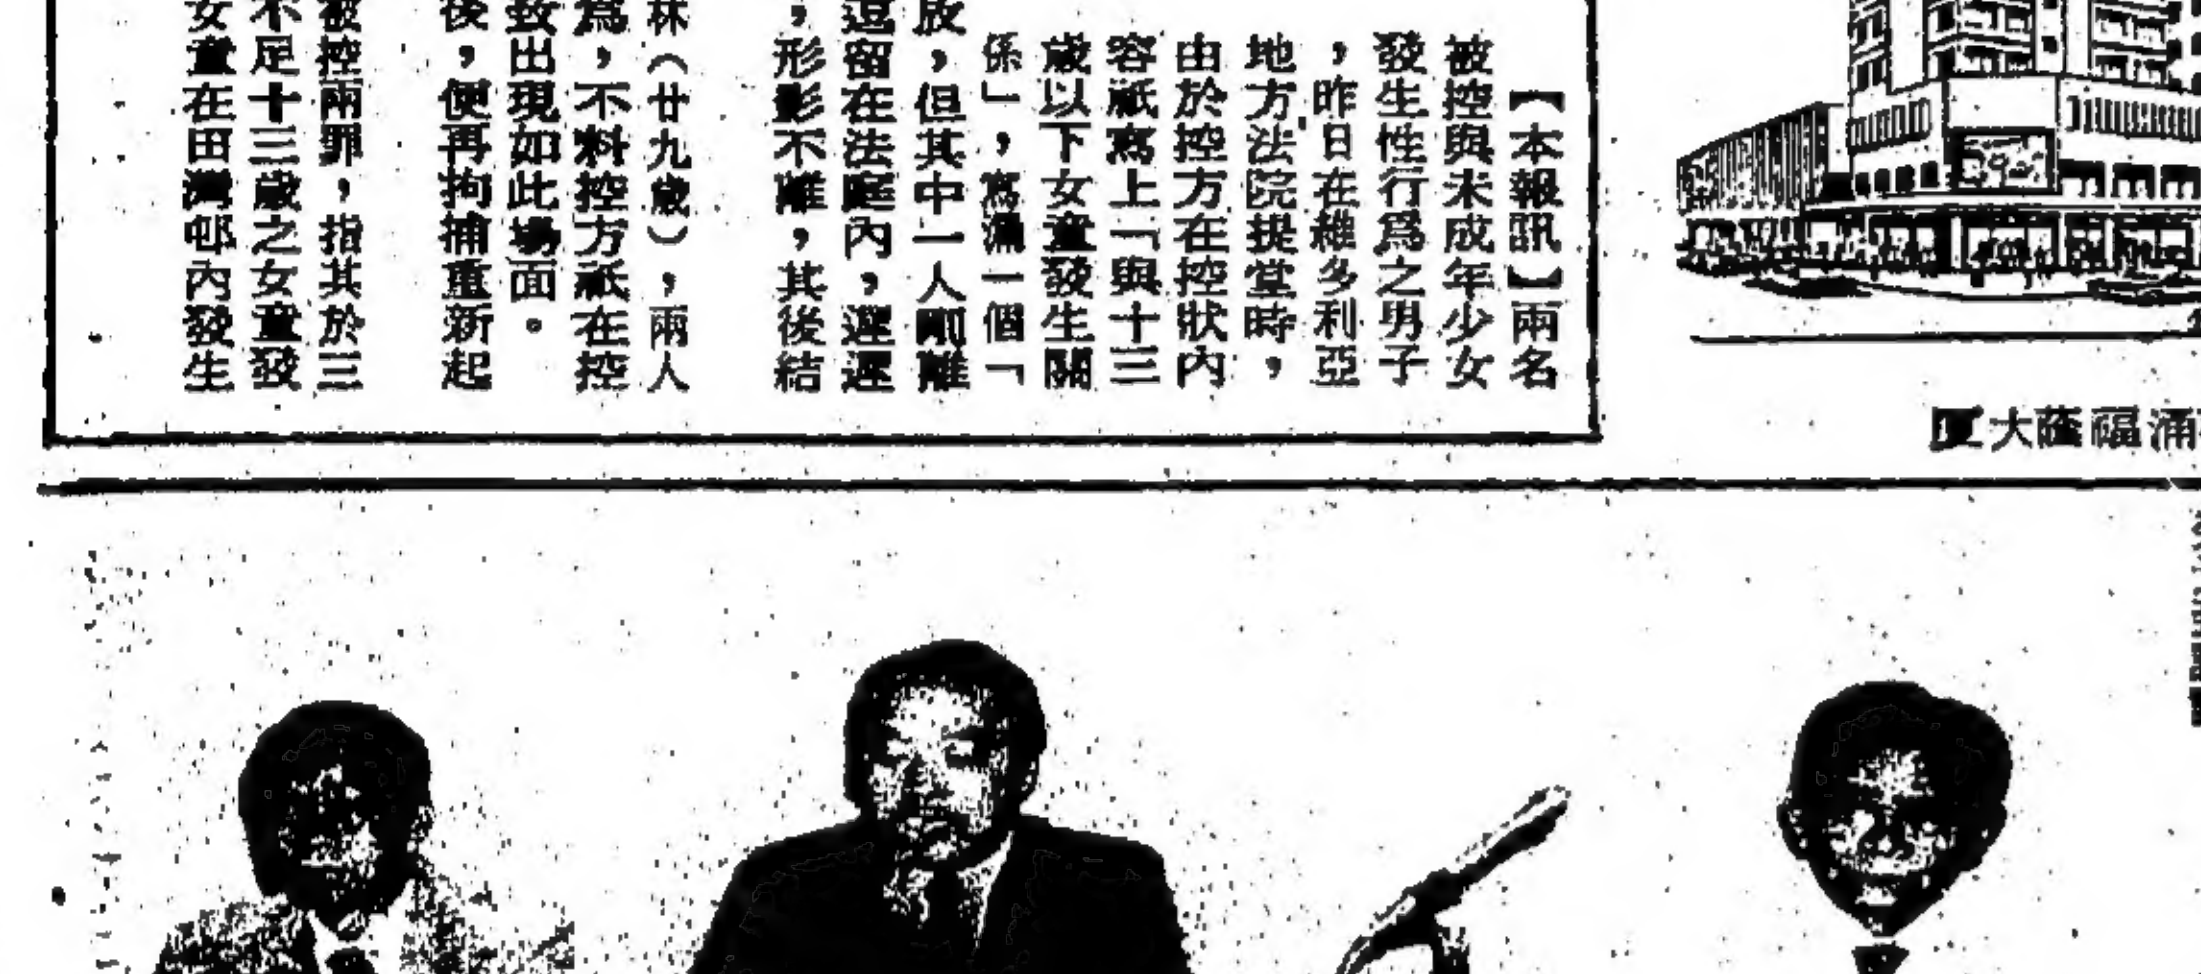 【本報訊】兩名
被控與未成年少女
發生性行為之男子
，昨日在維多利亞
地方法院提堂時，
由於控方在控狀內
容祇寫上「與十三
歲以下女童發生關
係」，寫漏一個「
放，但其中一人剛離
還留在法庭內，遲遲
，形影不離，其後結
林（廿九歲），兩人
為，不料控方祇在控
致出現如此場面。
後，便再拘捕重新起
被控兩罪，指其於三
不足十三歲之女童發
女童在田灣邨內發生
廈大蔭福涌